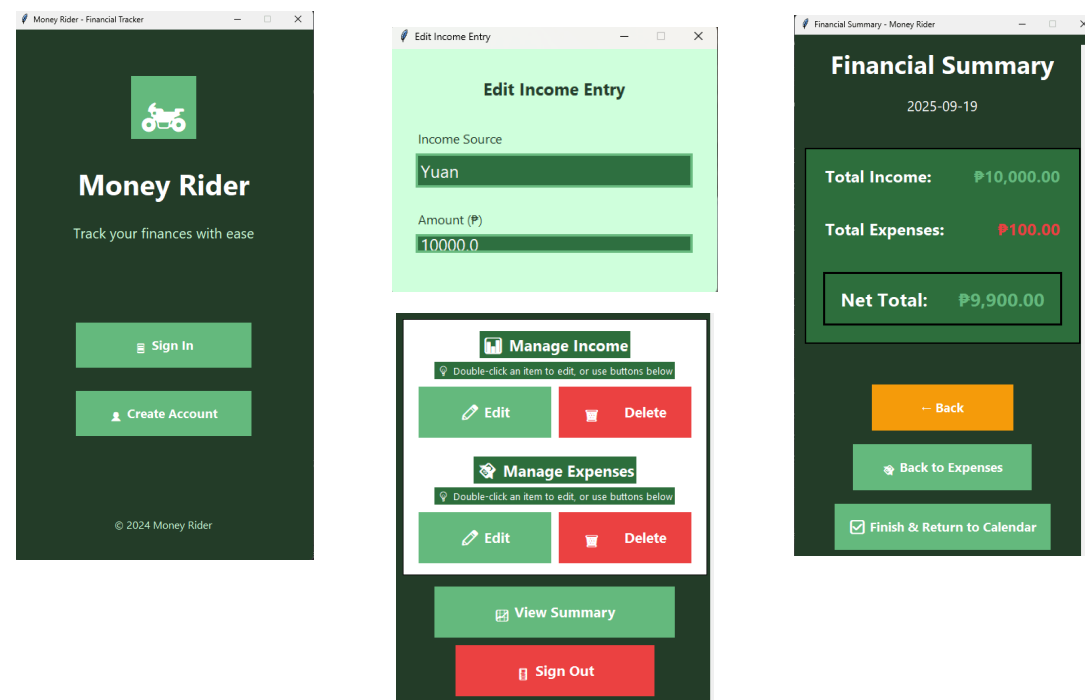 Money Rider - Financial Tracker
Money Rider
Track your finances with ease
Sign In
Create Account
© 2024 Money Rider
Edit Income Entry
Edit Income Entry
Income Source
Yuan
Amount (₱)
10000.0
Manage Income
Double-click an item to edit, or use buttons below
Edit Delete
Manage Expenses
Double-click an item to edit, or use buttons below
Edit Delete
View Summary
Sign Out
Financial Summary - Money Rider
Financial Summary
2025-09-19
Total Income: ₱10,000.00
Total Expenses: ₱100.00
Net Total: ₱9,900.00
← Back
Back to Expenses
Finish & Return to Calendar